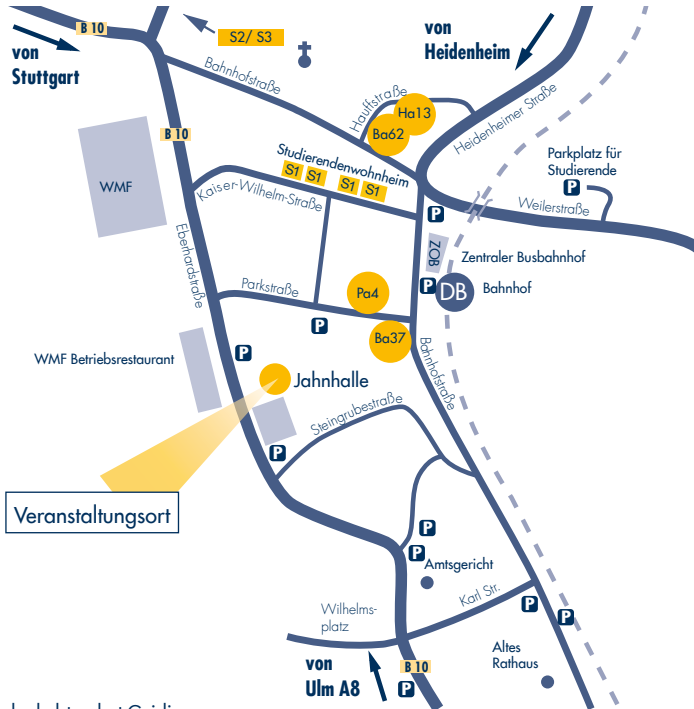 B 10
von
Stuttgart
S2/ S3
von
Heidenheim
Bahnhofstraße
Hauffstraße
Ha13
Ba62
Heidenheimer Straße
B 10
WMF
Studierendenwohnheim
S1 S1 S1 S1
Kaiser-Wilhelm-Straße
Parkplatz für
Studierende
P
Weilerstraße
P
ZOB
Zentraler Busbahnhof
Eberhardstraße
Parkstraße
Pa4
P
DB
Bahnhof
P
Ba37
WMF Betriebsrestaurant
P
Jahnhalle
Bahnhofstraße
Steingrubestraße
P
Veranstaltungsort
P
P
Amtsgericht
Karl Str.
P
P
Wilhelms-
platz
Altes
Rathaus
von
Ulm A8
B 10
P